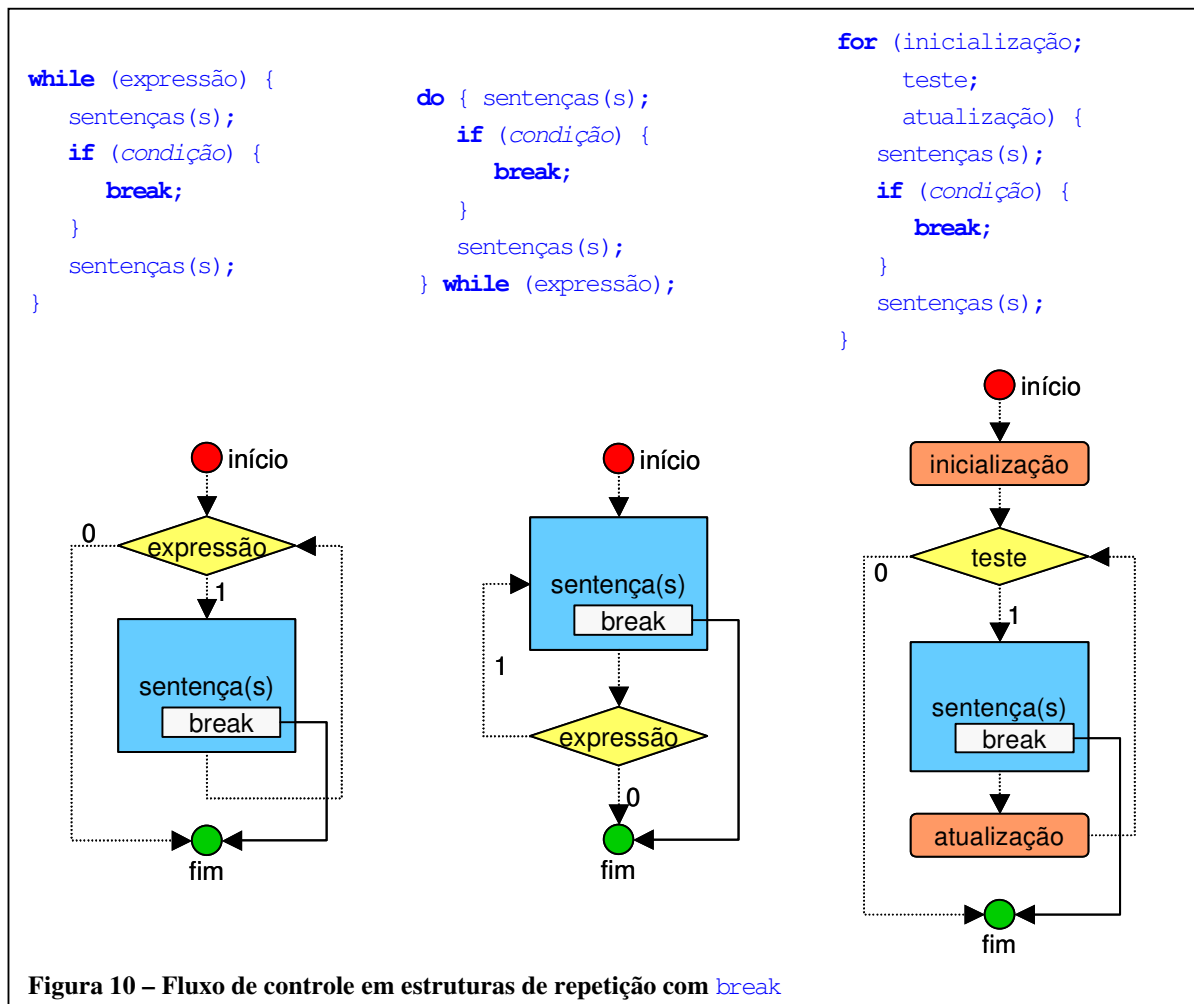 while (expressão) {
sentenças(s);
if (condição) {
break;
}
sentenças(s);
}
do { sentenças(s);
if (condição) {
break;
}
sentenças(s);
} while (expressão);
for (inicialização;
teste;
atualização) {
sentenças(s);
if (condição) {
break;
}
sentenças(s);
}
início
0
expressão
1
sentença(s)
break
fim
início
sentença(s)
break
1
expressão
0
fim
início
inicialização
teste
0
1
sentença(s)
break
atualização
fim
Figura 10 – Fluxo de controle em estruturas de repetição com break